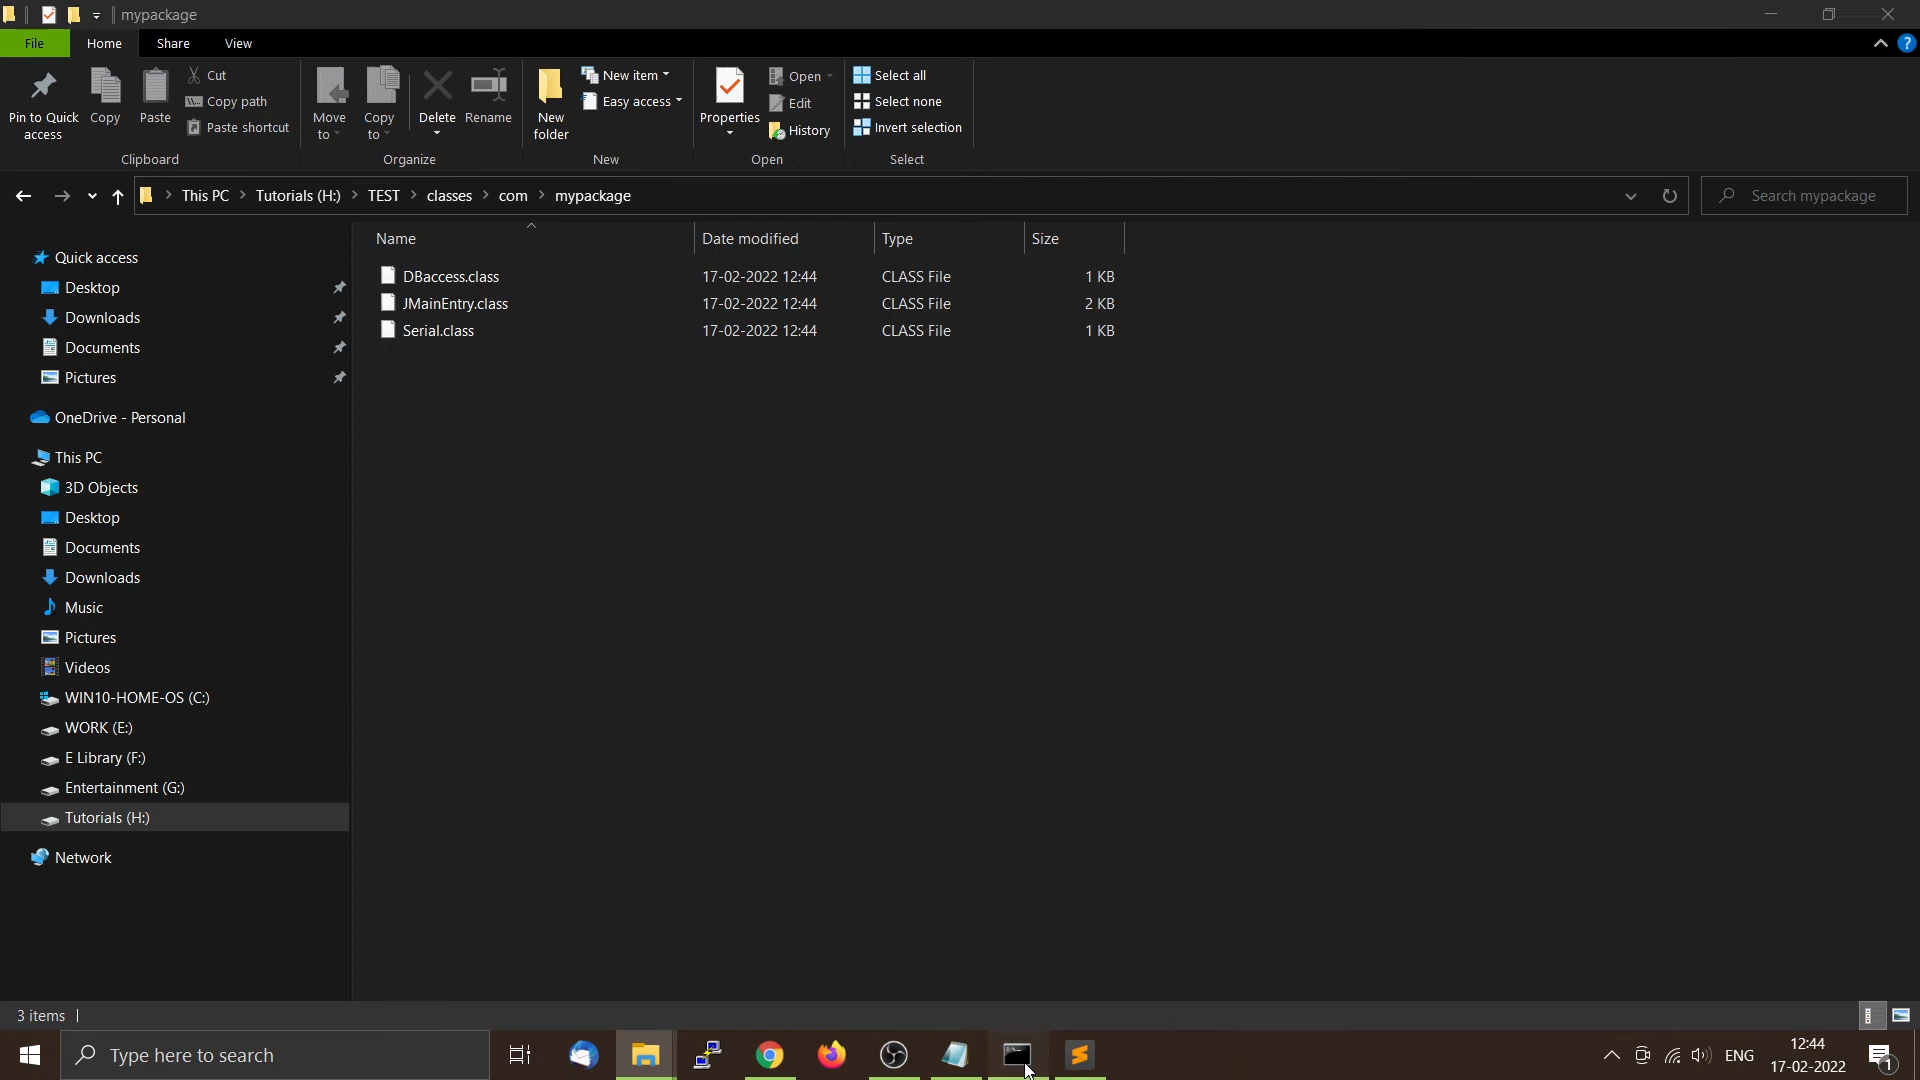 mypackage
File
Home
Share
View
Pin to Quick access
Copy
Paste
Cut
Copy path
Paste shortcut
Clipboard
Move to
Copy to
Delete
Rename
Organize
New folder
New item
Easy access
New
Properties
Open
Edit
History
Open
Select all
Select none
Invert selection
Select
This PC
Tutorials (H:)
TEST
classes
com
mypackage
Search mypackage
Name
Date modified
Type
Size
DBaccess.class 17-02-2022 12:44 CLASS File 1 KB
JMainEntry.class 17-02-2022 12:44 CLASS File 2 KB
Serial.class 17-02-2022 12:44 CLASS File 1 KB
Quick access
Desktop
Downloads
Documents
Pictures
OneDrive - Personal
This PC
3D Objects
Desktop
Documents
Downloads
Music
Pictures
Videos
WIN10-HOME-OS (C:)
WORK (E:)
E Library (F:)
Entertainment (G:)
Tutorials (H:)
Network
3 items
Type here to search
ENG
12:44
17-02-2022
1